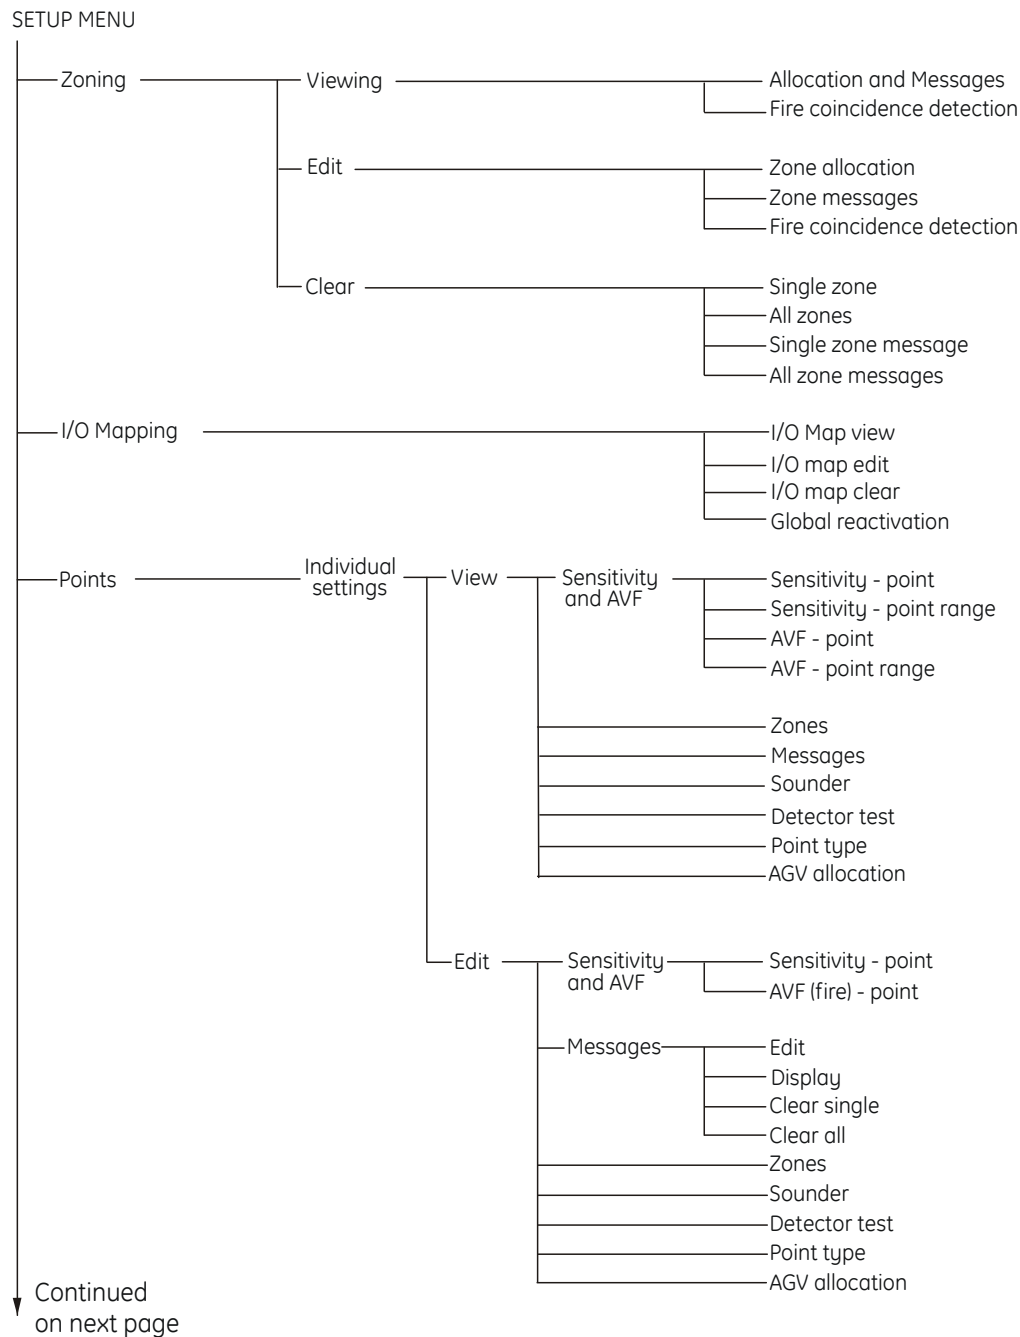 SETUP MENU
Zoning
Viewing
Allocation and Messages
Fire coincidence detection
Edit
Zone allocation
Zone messages
Fire coincidence detection
Clear
Single zone
All zones
Single zone message
All zone messages
I/O Mapping
I/O Map view
I/O map edit
I/O map clear
Global reactivation
Points
Individual
settings
View
Sensitivity
and AVF
Sensitivity - point
Sensitivity - point range
AVF - point
AVF - point range
Zones
Messages
Sounder
Detector test
Point type
AGV allocation
Edit
Sensitivity
and AVF
Sensitivity - point
AVF (fire) - point
Messages
Edit
Display
Clear single
Clear all
Zones
Sounder
Detector test
Point type
AGV allocation
Continued
on next page